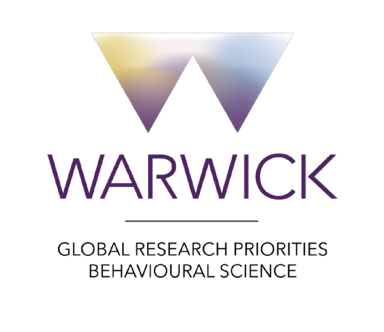 WARWICK
GLOBAL RESEARCH PRIORITIES
BEHAVIOURAL SCIENCE